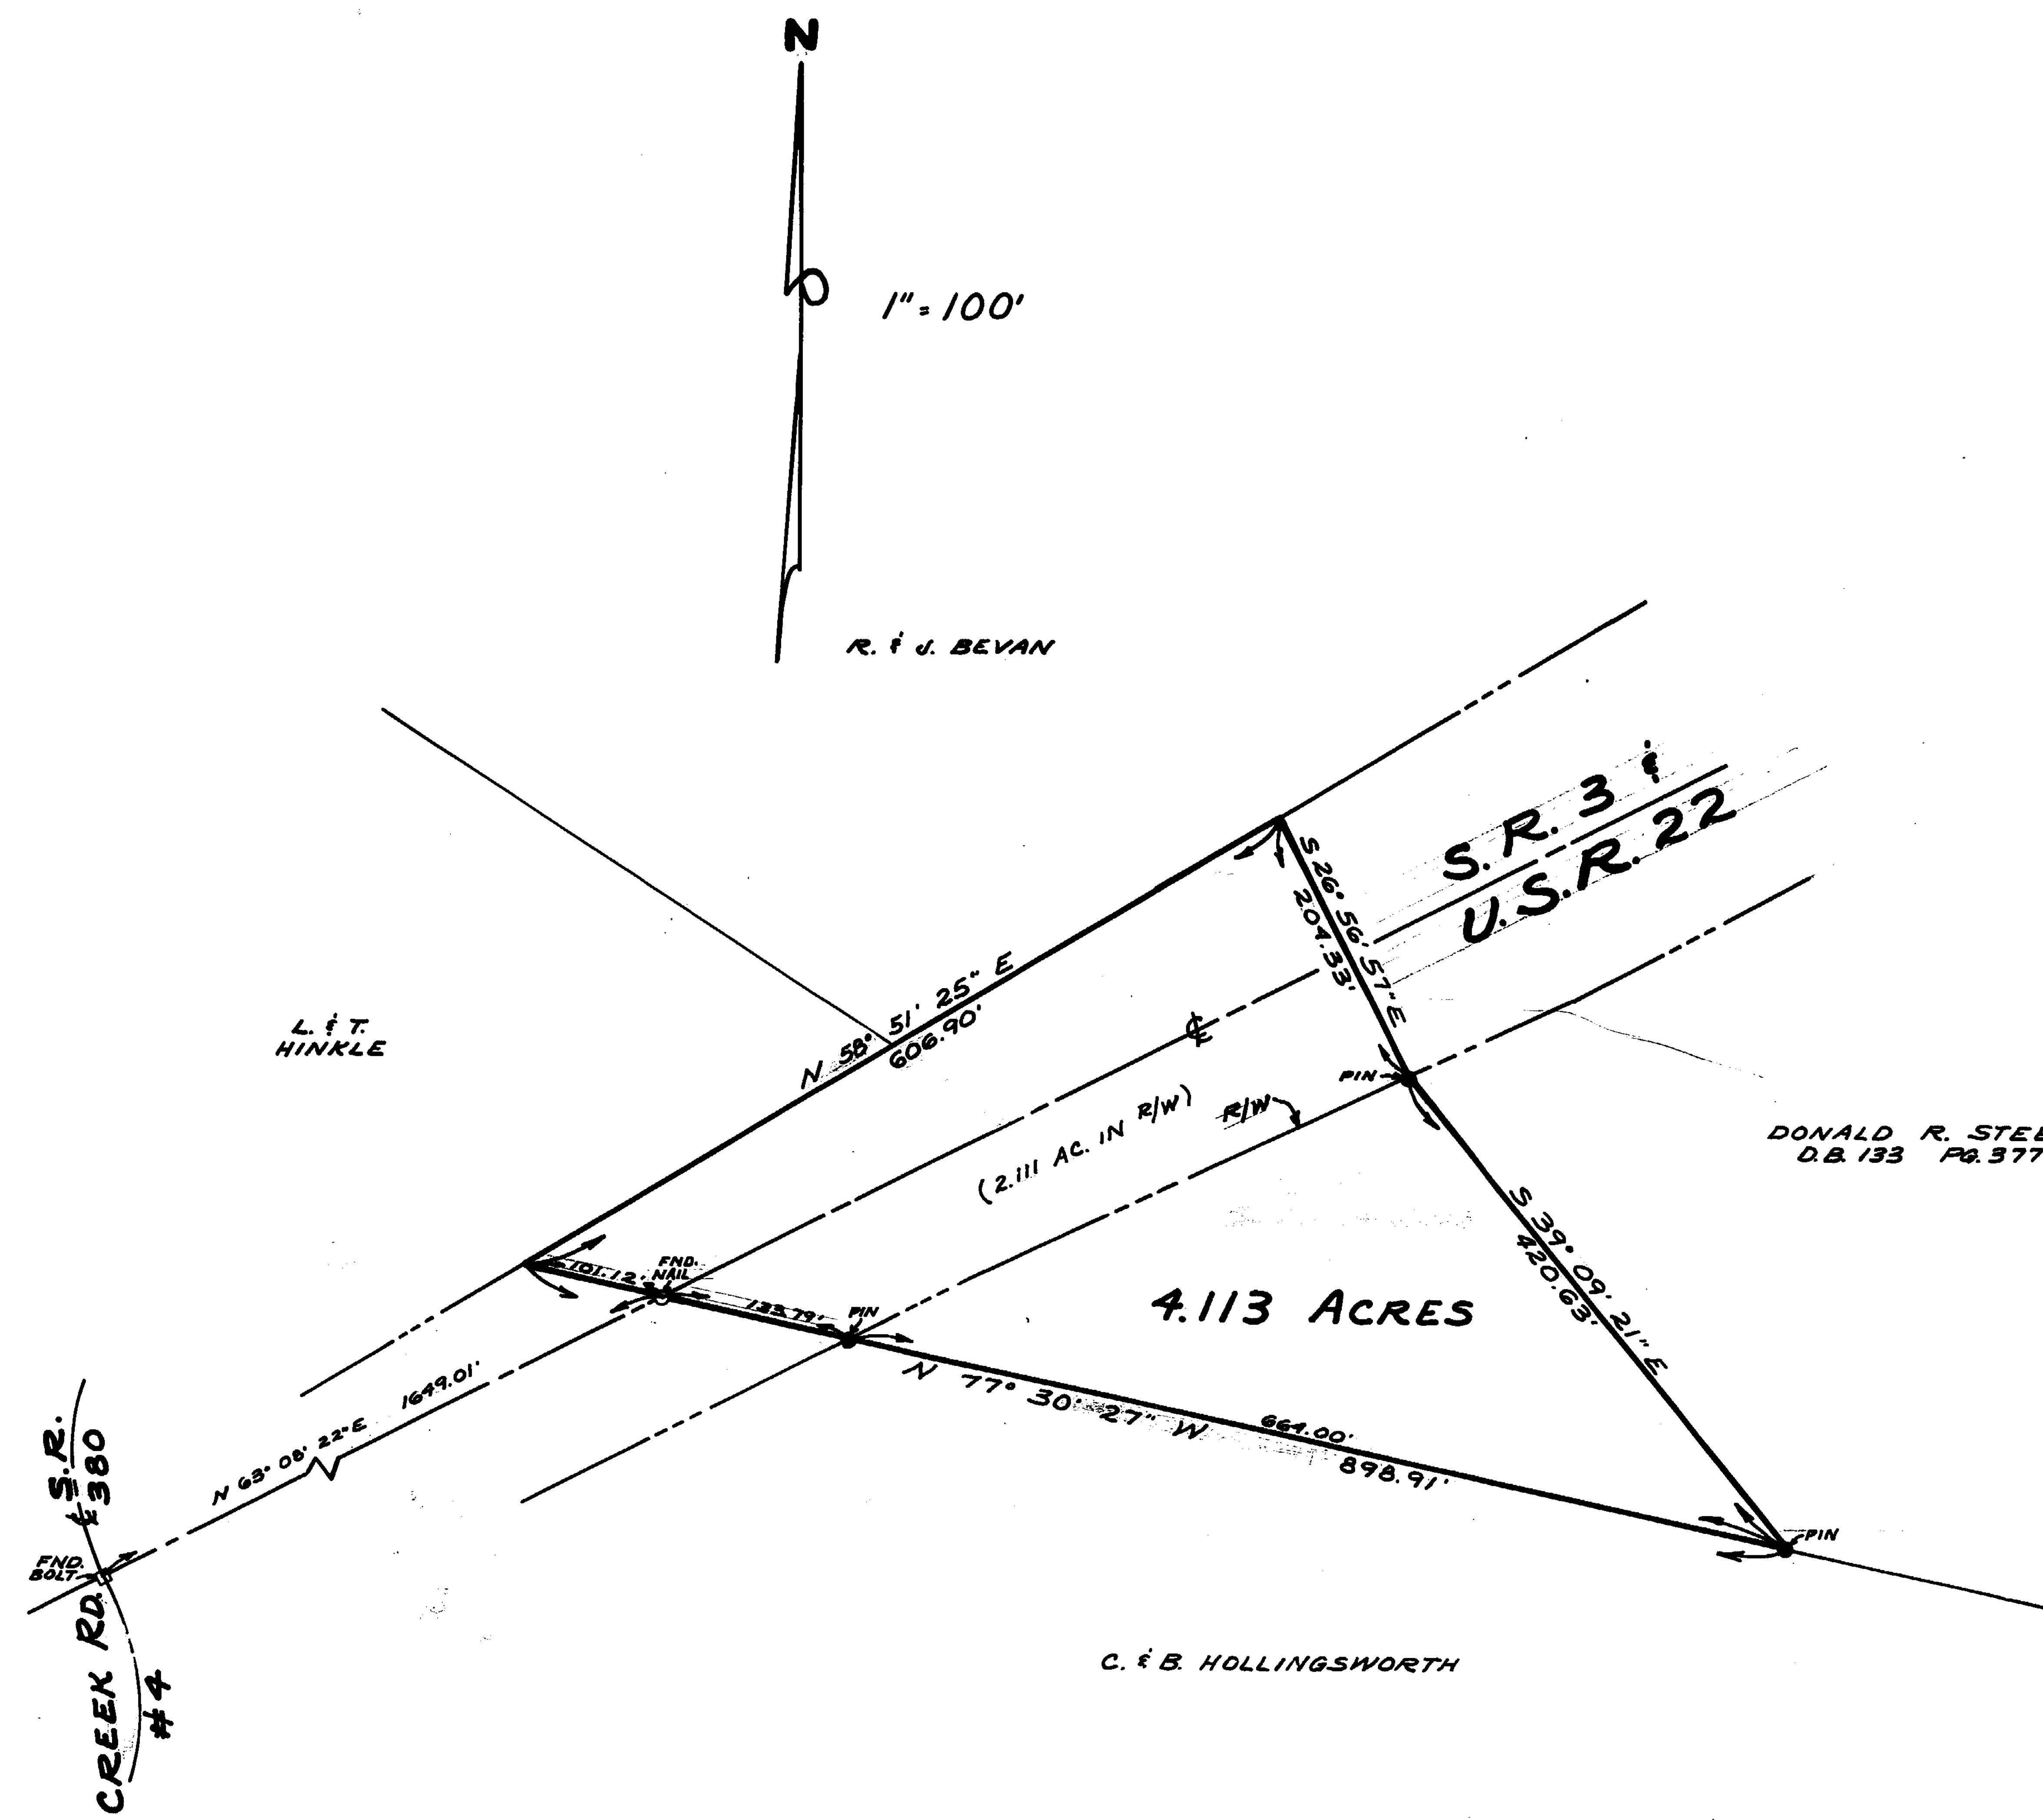 N
1" = 100'
R. & J. BEVAN
S. R. 3 &
U. S. R. 22
S 26° 56' 57" E
204.33'
N 58° 51' 25" E
606.90'
L. & T.
HINKLE
℄
PIN
(2.111 AC. IN R/W)
R/W
DONALD R. STEE
D.B. 133 PG. 377
S 39° 09' 21" E
420.63'
101.12'
FND.
NAIL
133.79'
PIN
4.113 ACRES
N 77° 30' 27" W
664.00'
898.91'
N 63° 08' 22" E 1649.01'
S.R.
380
FND.
BOLT
PIN
CREEK RD.
#4
C. & B. HOLLINGSWORTH